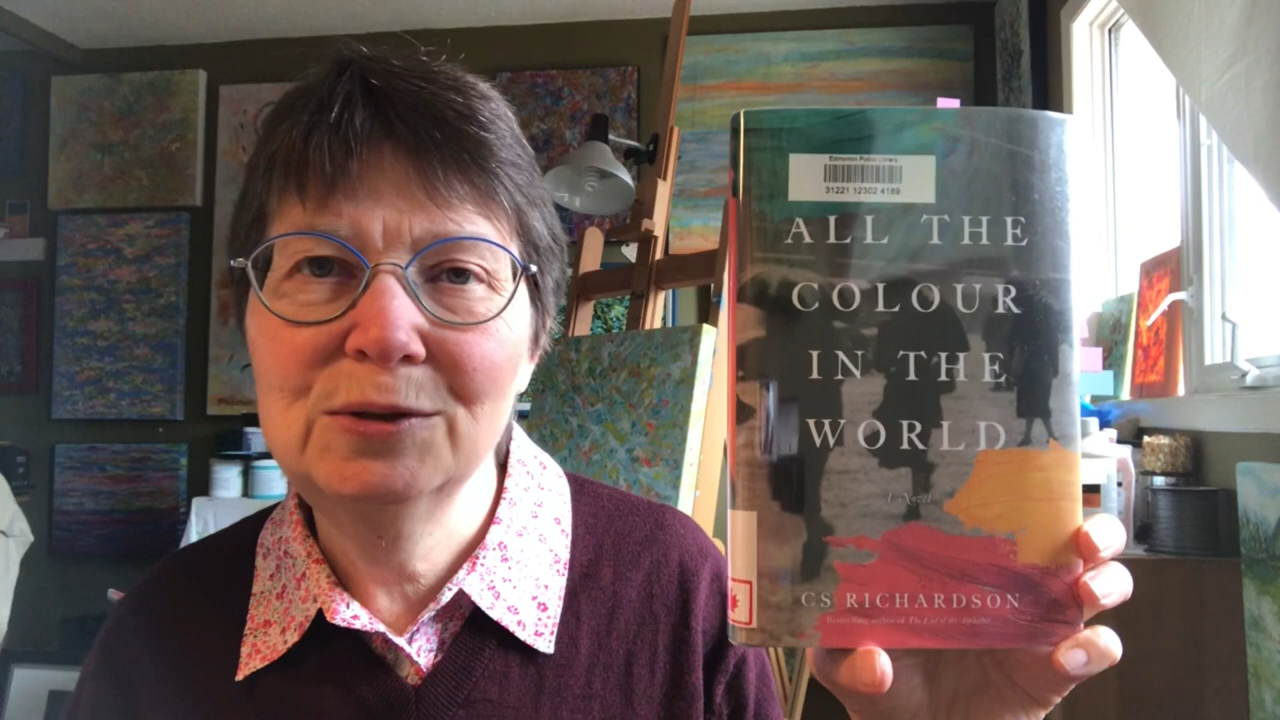 Edmonton Public Library
31221 12302 4189
ALL THE
COLOUR
IN THE
WORLD
A Novel
CS RICHARDSON
Bestselling author of The End of the Alphabet